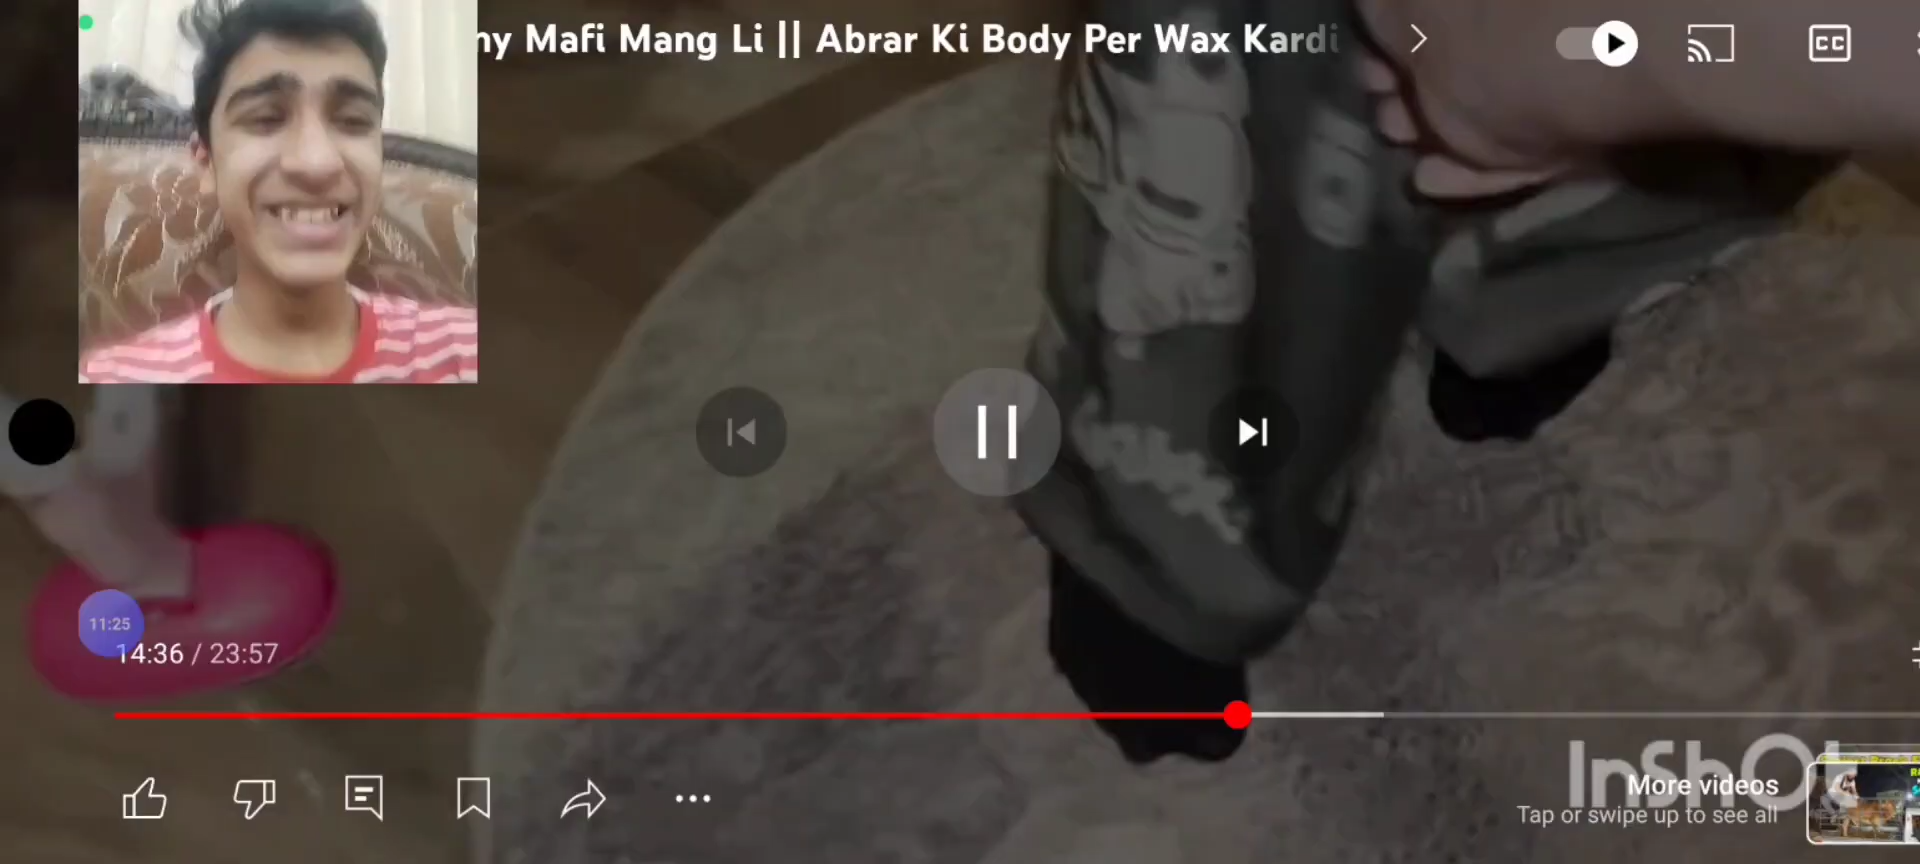 ny Mafi Mang Li || Abrar Ki Body Per Wax Kardi
CC
11:25
14:36 / 23:57
InShOt
More videos
Tap or swipe up to see all